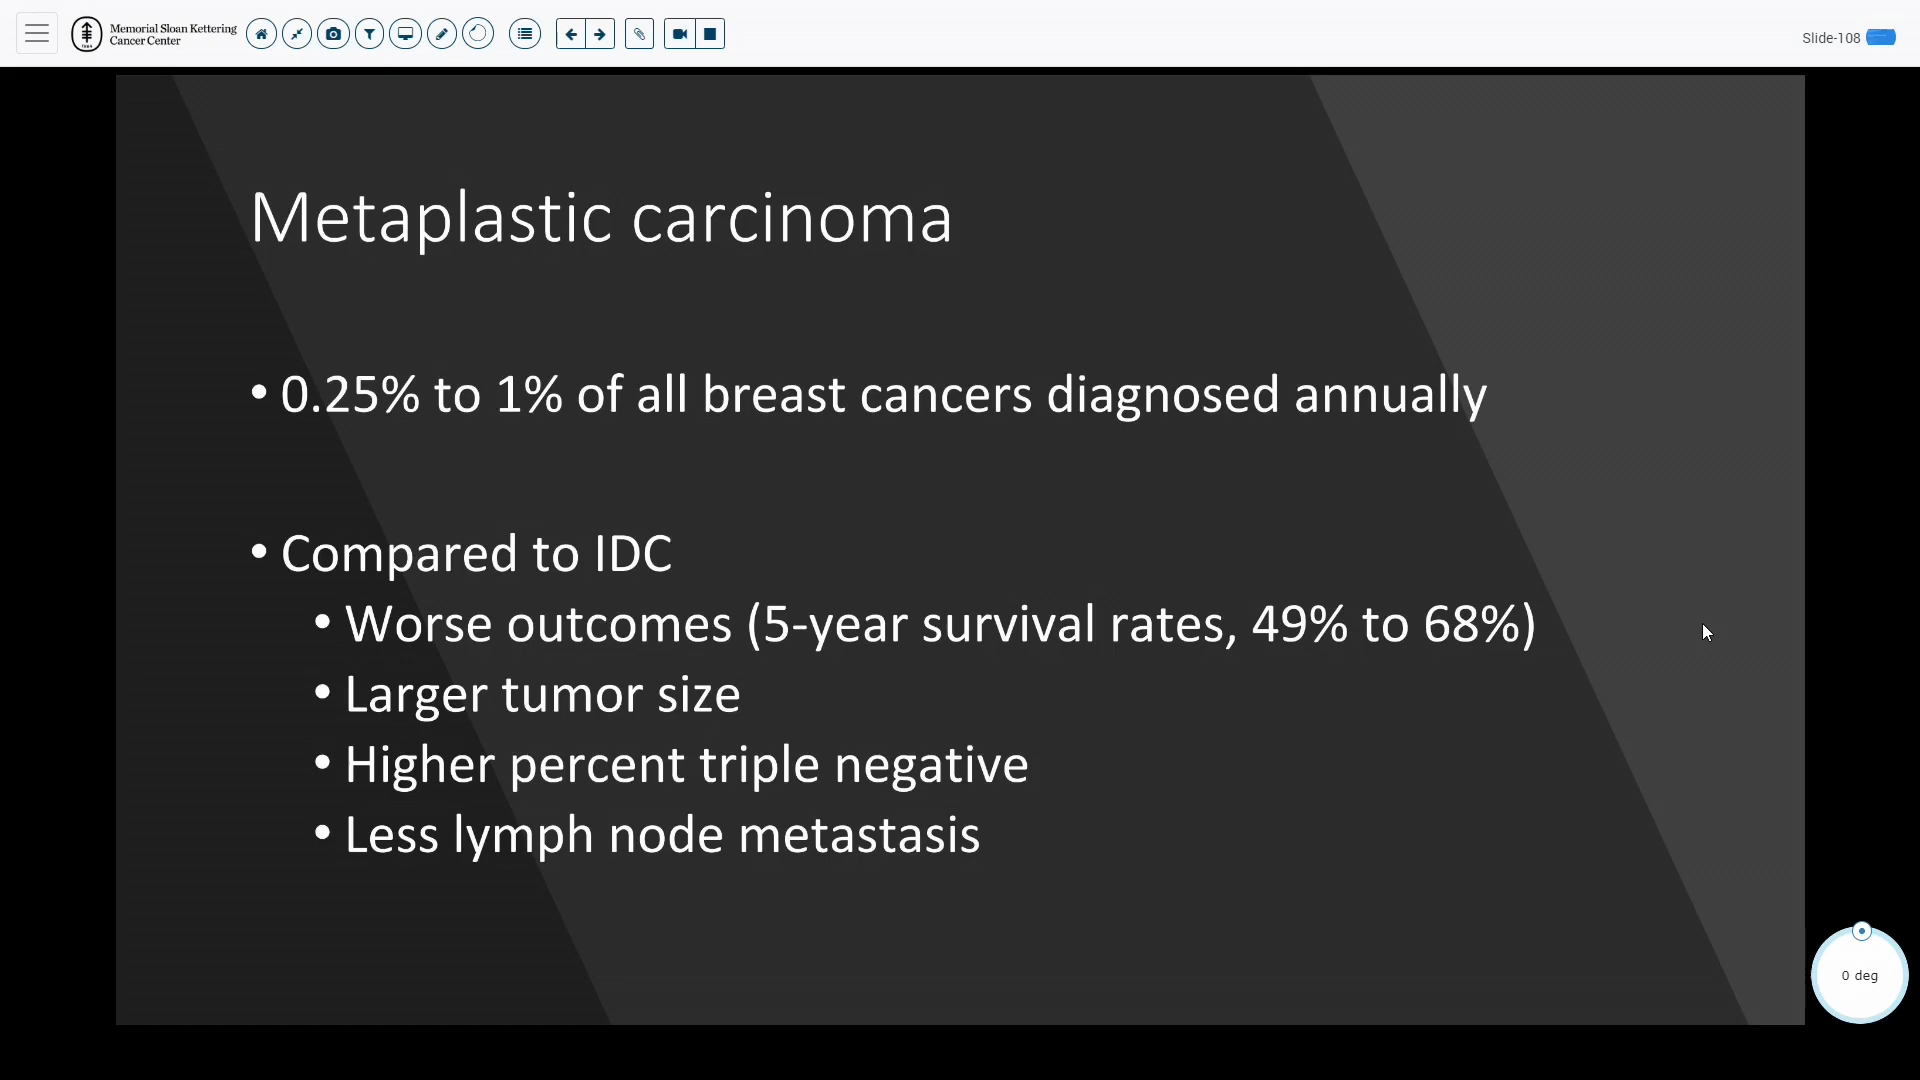 Memorial Sloan Kettering
Cancer Center
Slide-108
Metaplastic carcinoma
• 0.25% to 1% of all breast cancers diagnosed annually
• Compared to IDC
• Worse outcomes (5-year survival rates, 49% to 68%)
• Larger tumor size
• Higher percent triple negative
• Less lymph node metastasis
0 deg